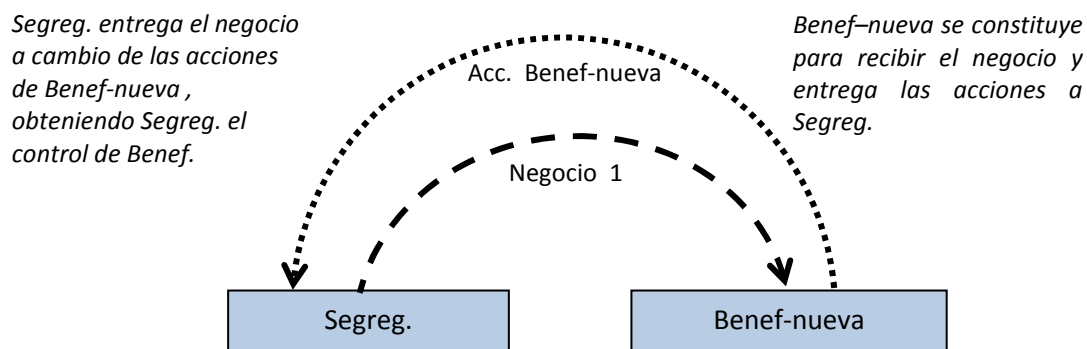 Segreg. entrega el negocio
a cambio de las acciones
de Benef-nueva ,
obteniendo Segreg. el
control de Benef.
Benef–nueva se constituye
para recibir el negocio y
entrega las acciones a
Segreg.
Acc. Benef-nueva
Negocio 1
Segreg.
Benef-nueva